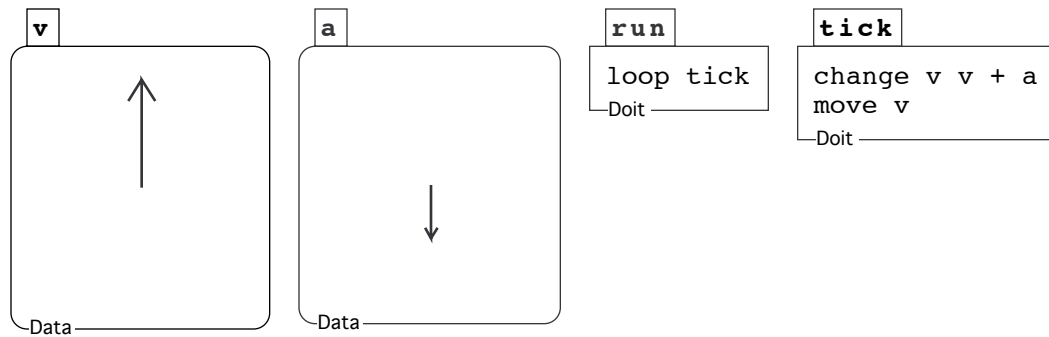 v
Data
a
Data
run
loop tick
Doit
tick
change v v + a
move v
Doit